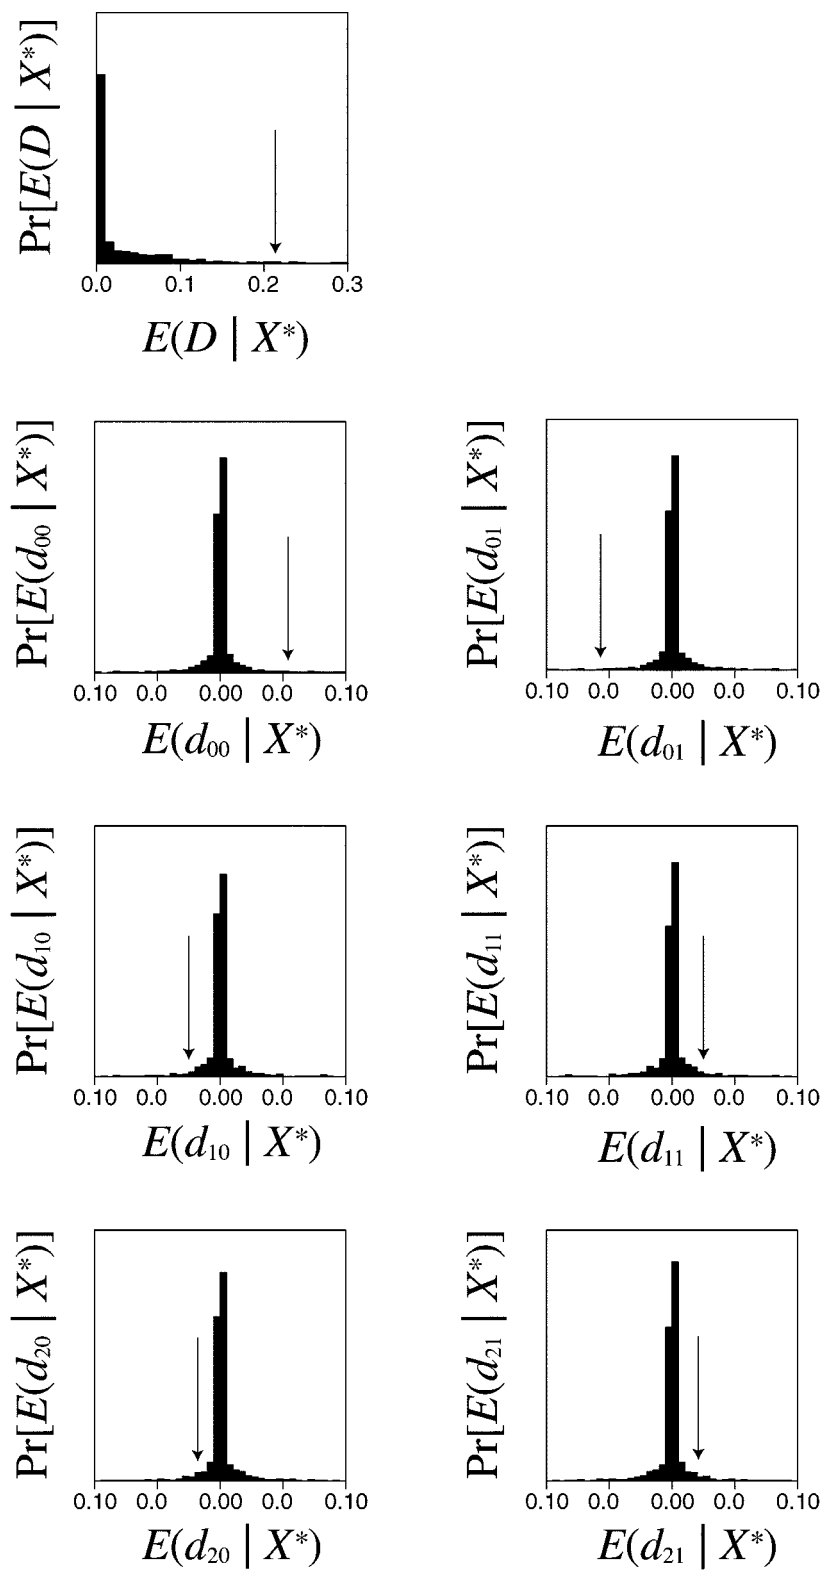 Pr[E(D | X*)]
0.0 0.1 0.2 0.3
E(D | X*)
Pr[E(d00 | X*)]
0.10 0.0 0.00 0.0 0.10
E(d00 | X*)
Pr[E(d01 | X*)]
0.10 0.0 0.00 0.0 0.10
E(d01 | X*)
Pr[E(d10 | X*)]
0.10 0.0 0.00 0.0 0.10
E(d10 | X*)
Pr[E(d11 | X*)]
0.10 0.0 0.00 0.0 0.10
E(d11 | X*)
Pr[E(d20 | X*)]
0.10 0.0 0.00 0.0 0.10
E(d20 | X*)
Pr[E(d21 | X*)]
0.10 0.0 0.00 0.0 0.10
E(d21 | X*)